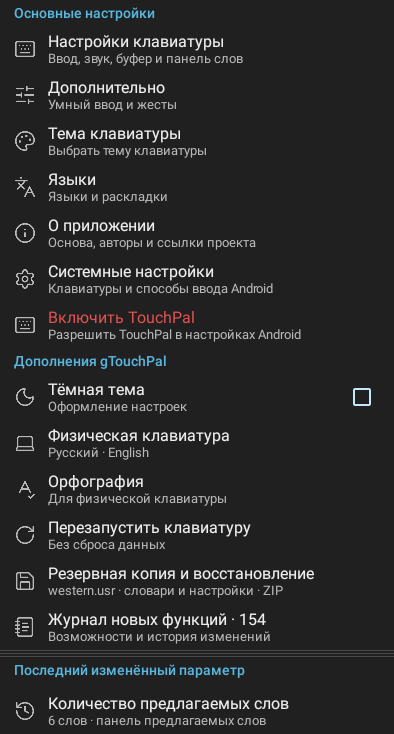 Основные настройки
Настройки клавиатуры
Ввод, звук, буфер и панель слов
Дополнительно
Умный ввод и жесты
Тема клавиатуры
Выбрать тему клавиатуры
Языки
Языки и раскладки
О приложении
Основа, авторы и ссылки проекта
Системные настройки
Клавиатуры и способы ввода Android
Включить TouchPal
Разрешить TouchPal в настройках Android
Дополнения gTouchPal
Тёмная тема
Оформление настроек
Физическая клавиатура
Русский · English
Орфография
Для физической клавиатуры
Перезапустить клавиатуру
Без сброса данных
Резервная копия и восстановление
western.usr · словари и настройки · ZIP
Журнал новых функций · 154
Возможности и история изменений
Последний изменённый параметр
Количество предлагаемых слов
6 слов · панель предлагаемых слов